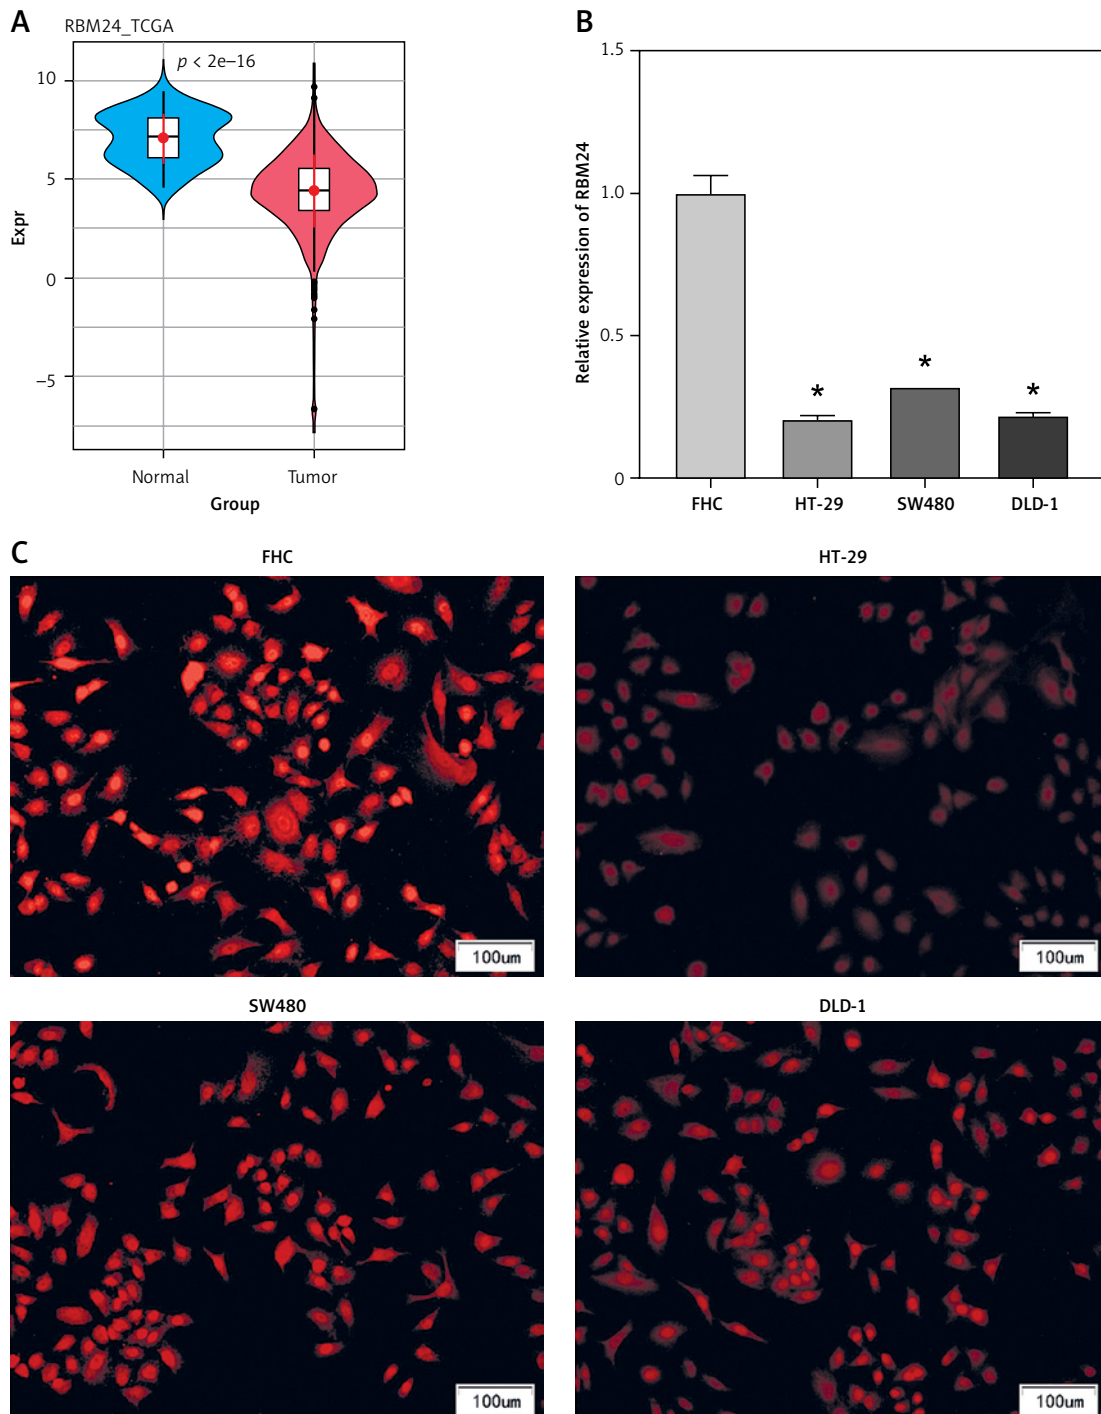 A
RBM24_TCGA
p < 2e–16
10
5
0
–5
Expr
Normal
Tumor
Group
B
1.5
1.0
0.5
0
Relative expression of RBM24
*
*
*
FHC
HT-29
SW480
DLD-1
C
FHC
100um
HT-29
100um
SW480
100um
DLD-1
100um